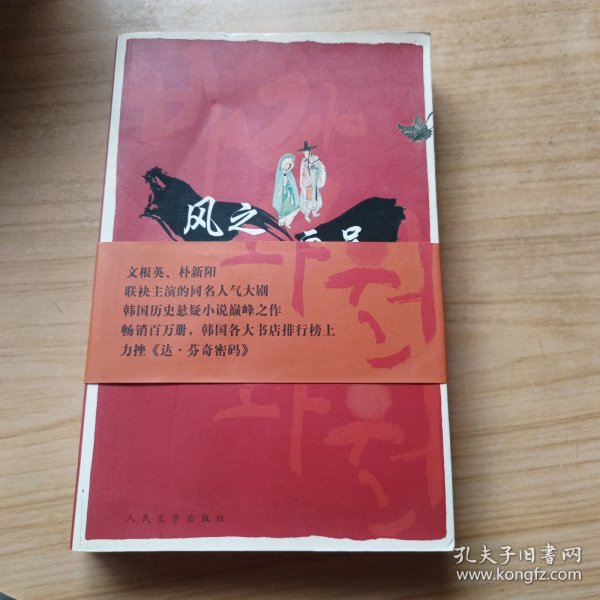 风之
文根英、朴新阳
联袂主演的同名人气大剧
韩国历史悬疑小说巅峰之作
畅销百万册，韩国各大书店排行榜上
力挫《达·芬奇密码》
人民文学出版社
孔夫子旧书网
www.kongfz.com